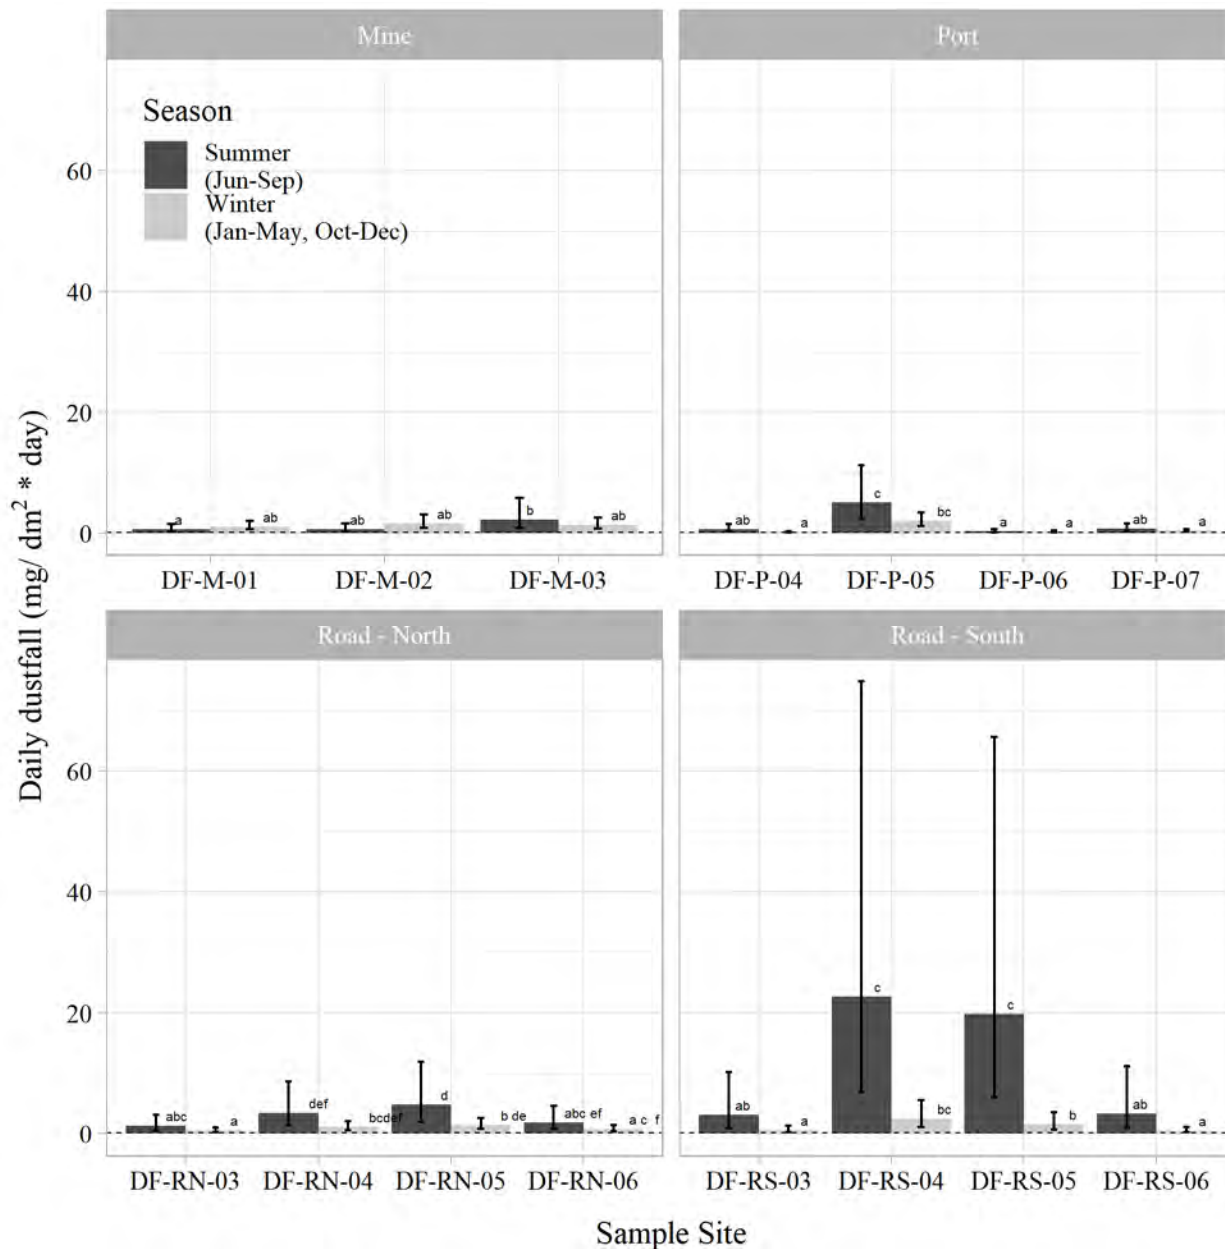 Mine
Port
Season
Summer
(Jun-Sep)
Winter
(Jan-May, Oct-Dec)
60
40
20
0
a
ab
ab
ab
b
ab
ab
a
c
bc
a
a
ab
a
DF-M-01
DF-M-02
DF-M-03
DF-P-04
DF-P-05
DF-P-06
DF-P-07
Daily dustfall (mg/ dm² * day)
Road - North
Road - South
60
40
20
0
abc
a
def
bcdef
d
b de
abc ef
a c f
ab
a
c
bc
c
b
ab
a
DF-RN-03
DF-RN-04
DF-RN-05
DF-RN-06
DF-RS-03
DF-RS-04
DF-RS-05
DF-RS-06
Sample Site